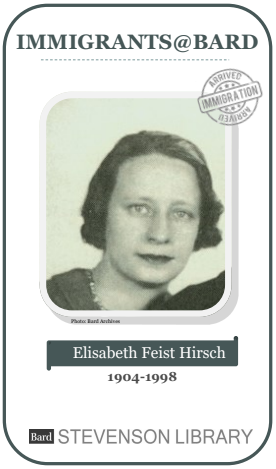 IMMIGRANTS@BARD
ARRIVED
IMMIGRATION
ARRIVED
Photo: Bard Archives
Elisabeth Feist Hirsch
1904-1998
Bard STEVENSON LIBRARY